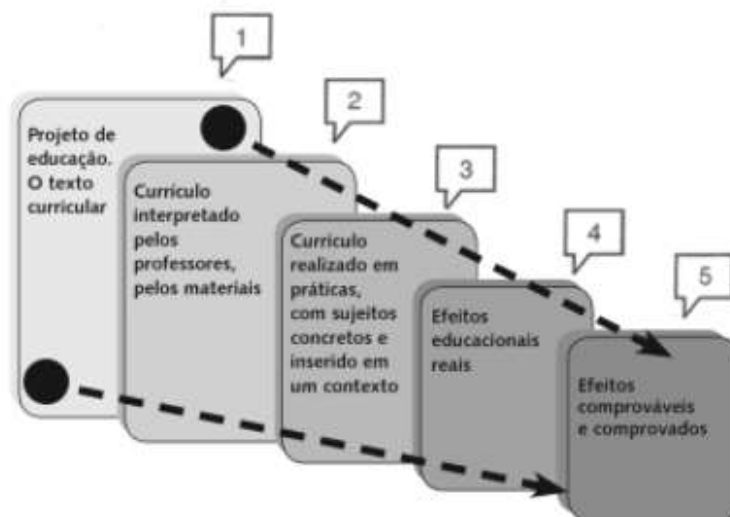 1
Projeto de
educação.
O texto
curricular
2
Currículo
interpretado
pelos
professores,
pelos materiais
3
Currículo
realizado em
práticas,
com sujeitos
concretos e
inserido em
um contexto
4
Efeitos
educacionais
reais
5
Efeitos
comprováveis
e comprovados